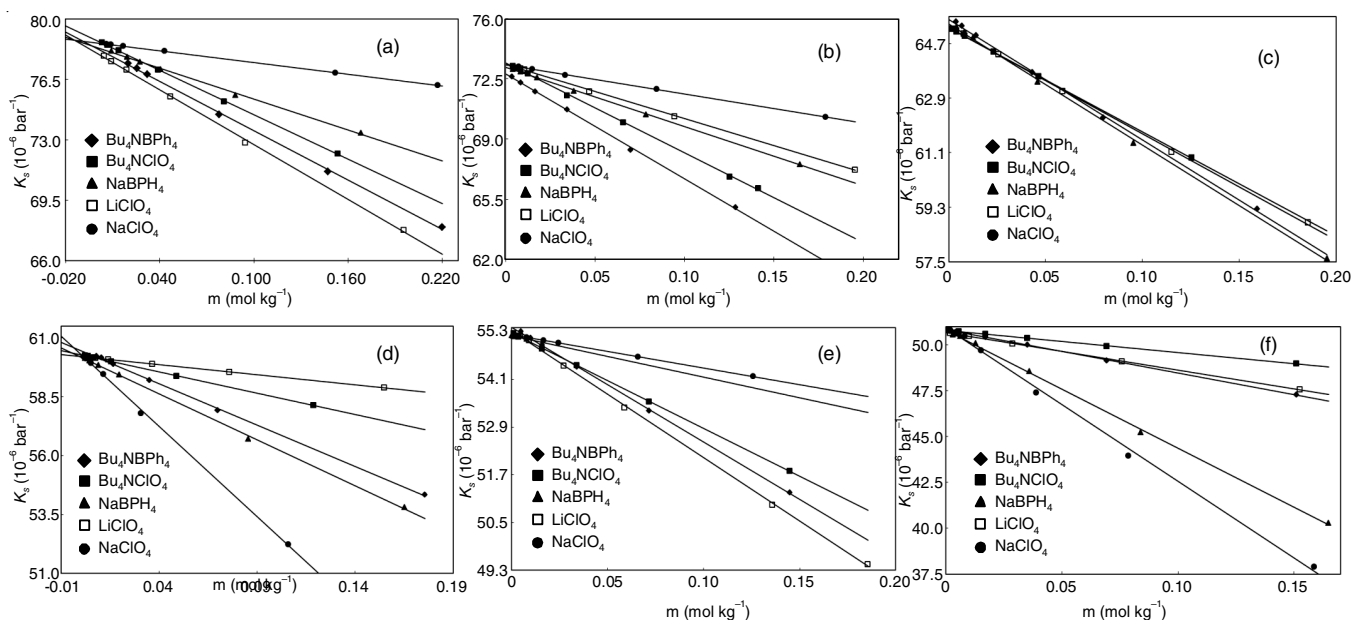 (a)
80.0
76.5
73.0
69.5
66.0
K_s (10⁻⁶ bar⁻¹)
Bu₄NBPh₄
Bu₄NClO₄
NaBPH₄
LiClO₄
NaClO₄
-0.020 0.040 0.100 0.160 0.220
m (mol kg⁻¹)
(b)
76.0
72.5
69.0
65.5
62.0
K_s (10⁻⁶ bar⁻¹)
Bu₄NBPh₄
Bu₄NClO₄
NaBPH₄
LiClO₄
NaClO₄
0 0.05 0.10 0.15 0.20
m (mol kg⁻¹)
(c)
64.7
62.9
61.1
59.3
57.5
K_s (10⁻⁶ bar⁻¹)
Bu₄NBPh₄
Bu₄NClO₄
NaBPH₄
LiClO₄
NaClO₄
0 0.05 0.10 0.15 0.20
m (mol kg⁻¹)
(d)
61.0
58.5
56.0
53.5
51.0
K_s (10⁻⁶ bar⁻¹)
Bu₄NBPh₄
Bu₄NClO₄
NaBPH₄
LiClO₄
NaClO₄
-0.01 0.04 0.09 0.14 0.19
m (mol kg⁻¹)
(e)
55.3
54.1
52.9
51.7
50.5
49.3
K_s (10⁻⁶ bar⁻¹)
Bu₄NBPh₄
Bu₄NClO₄
NaBPH₄
LiClO₄
NaClO₄
0 0.05 0.10 0.15 0.20
m (mol kg⁻¹)
(f)
50.0
47.5
45.0
42.5
40.0
37.5
K_s (10⁻⁶ bar⁻¹)
Bu₄NBPh₄
Bu₄NClO₄
NaBPH₄
LiClO₄
NaClO₄
0 0.05 0.10 0.15
m (mol kg⁻¹)